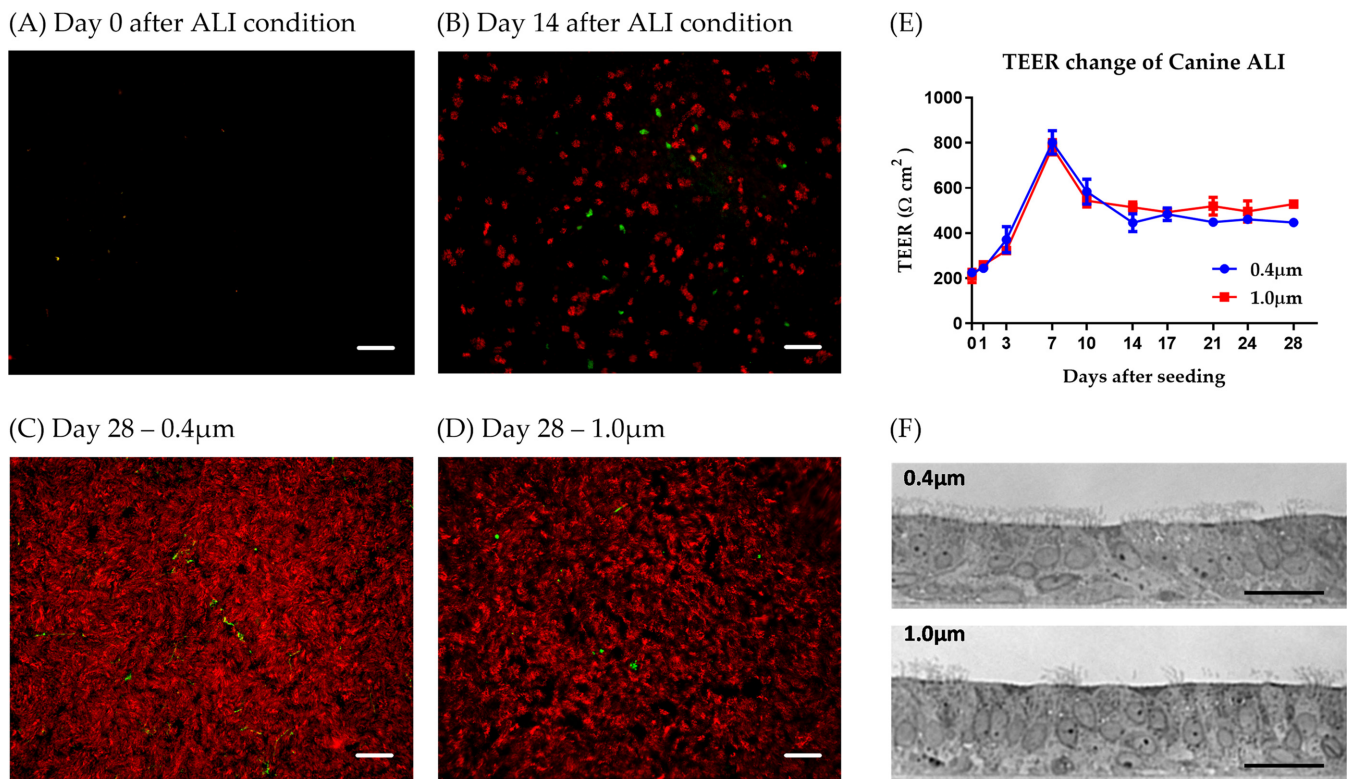 (A) Day 0 after ALI condition
(B) Day 14 after ALI condition
(E)
TEER change of Canine ALI
1000
800
600
400
200
0
TEER (Ω cm²)
0.4μm
1.0μm
0 1 3 7 10 14 17 21 24 28
Days after seeding
(C) Day 28 – 0.4μm
(D) Day 28 – 1.0μm
(F)
0.4μm
1.0μm